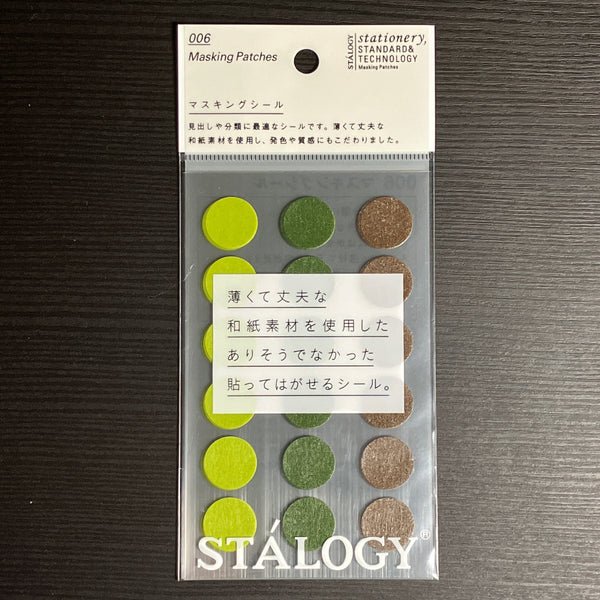 006
Masking Patches
STÁLOGY
stationery,
STANDARD&
TECHNOLOGY
Masking Patches
マスキングシール
見出しや分類に最適なシールです。薄くて丈夫な
和紙素材を使用し、発色や質感にもこだわりました。
薄くて丈夫な
和紙素材を使用した
ありそうでなかった
貼ってはがせるシール。
STÁLOGY®